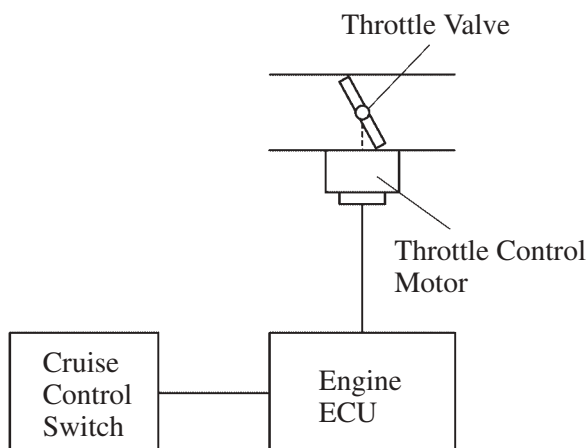 Throttle Valve
Throttle Control
Motor
Cruise
Control
Switch
Engine
ECU